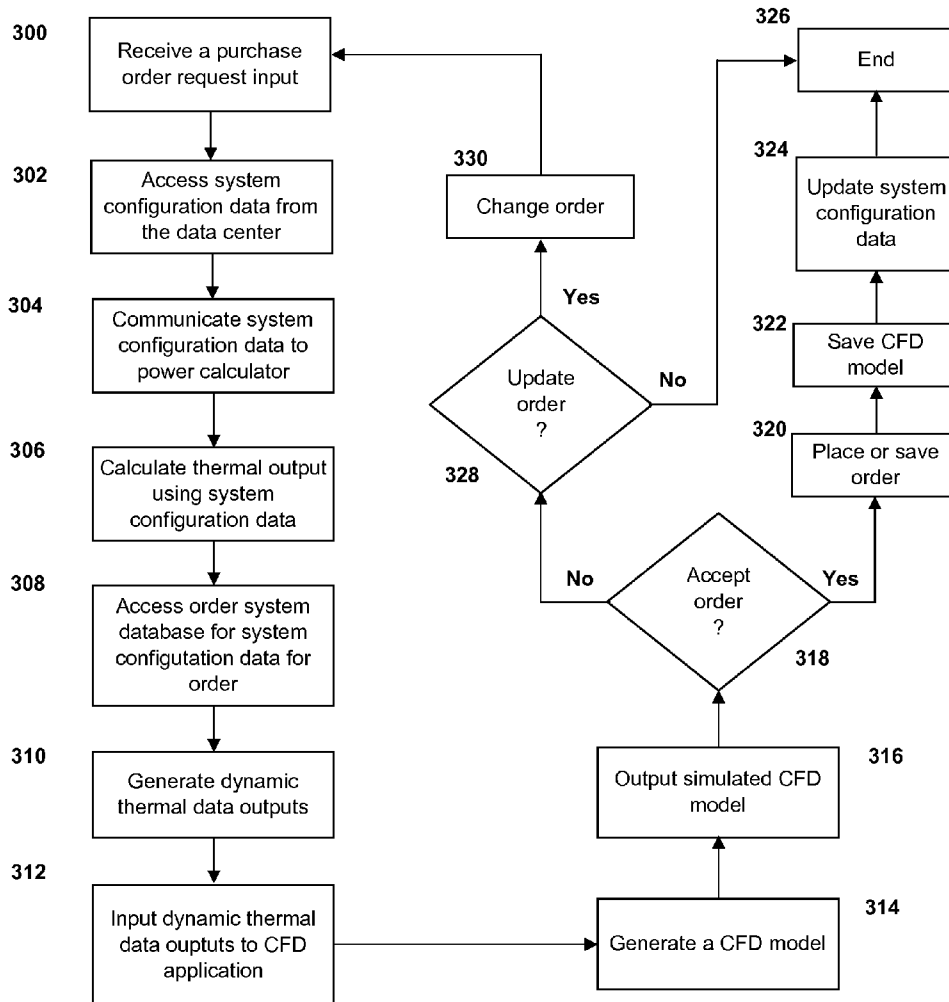 300
Receive a purchase
order request input
302
Access system
configuration data from
the data center
304
Communicate system
configuration data to
power calculator
306
Calculate thermal output
using system
configuration data
308
Access order system
database for system
configutation data for
order
310
Generate dynamic
thermal data outputs
312
Input dynamic thermal
data ouptuts to CFD
application
314
Generate a CFD model
316
Output simulated CFD
model
318
Accept
order
?
No
Yes
328
Update
order
?
Yes
No
330
Change order
320
Place or save
order
322
Save CFD
model
324
Update system
configuration
data
326
End